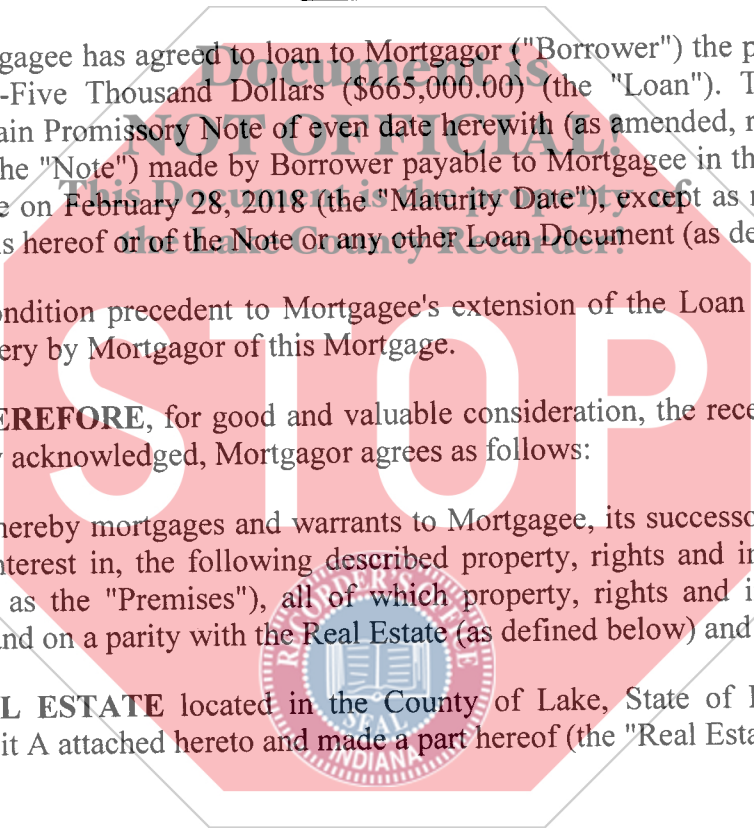 gagee has agreed to loan to Mortgagor ("Borrower") the p
Document is
-Five Thousand Dollars ($665,000.00) (the "Loan"). T
NOT OFFICIAL!
ain Promissory Note of even date herewith (as amended, r
he "Note") made by Borrower payable to Mortgagee in th
This Document is the property of
e on February 28, 2018 (the "Maturity Date"), except as
the Lake County Recorder!
s hereof or of the Note or any other Loan Document (as de
ondition precedent to Mortgagee's extension of the Loan
ery by Mortgagor of this Mortgage.
STOP
EREFORE, for good and valuable consideration, the rece
acknowledged, Mortgagor agrees as follows:
hereby mortgages and warrants to Mortgagee, its successo
nterest in, the following described property, rights and in
as the "Premises"), all of which property, rights and i
nd on a parity with the Real Estate (as defined below) and
RECORDER'S OFFICE
L ESTATE located in the County of Lake, State of I
SEAL
it A attached hereto and made a part hereof (the "Real Esta
INDIANA